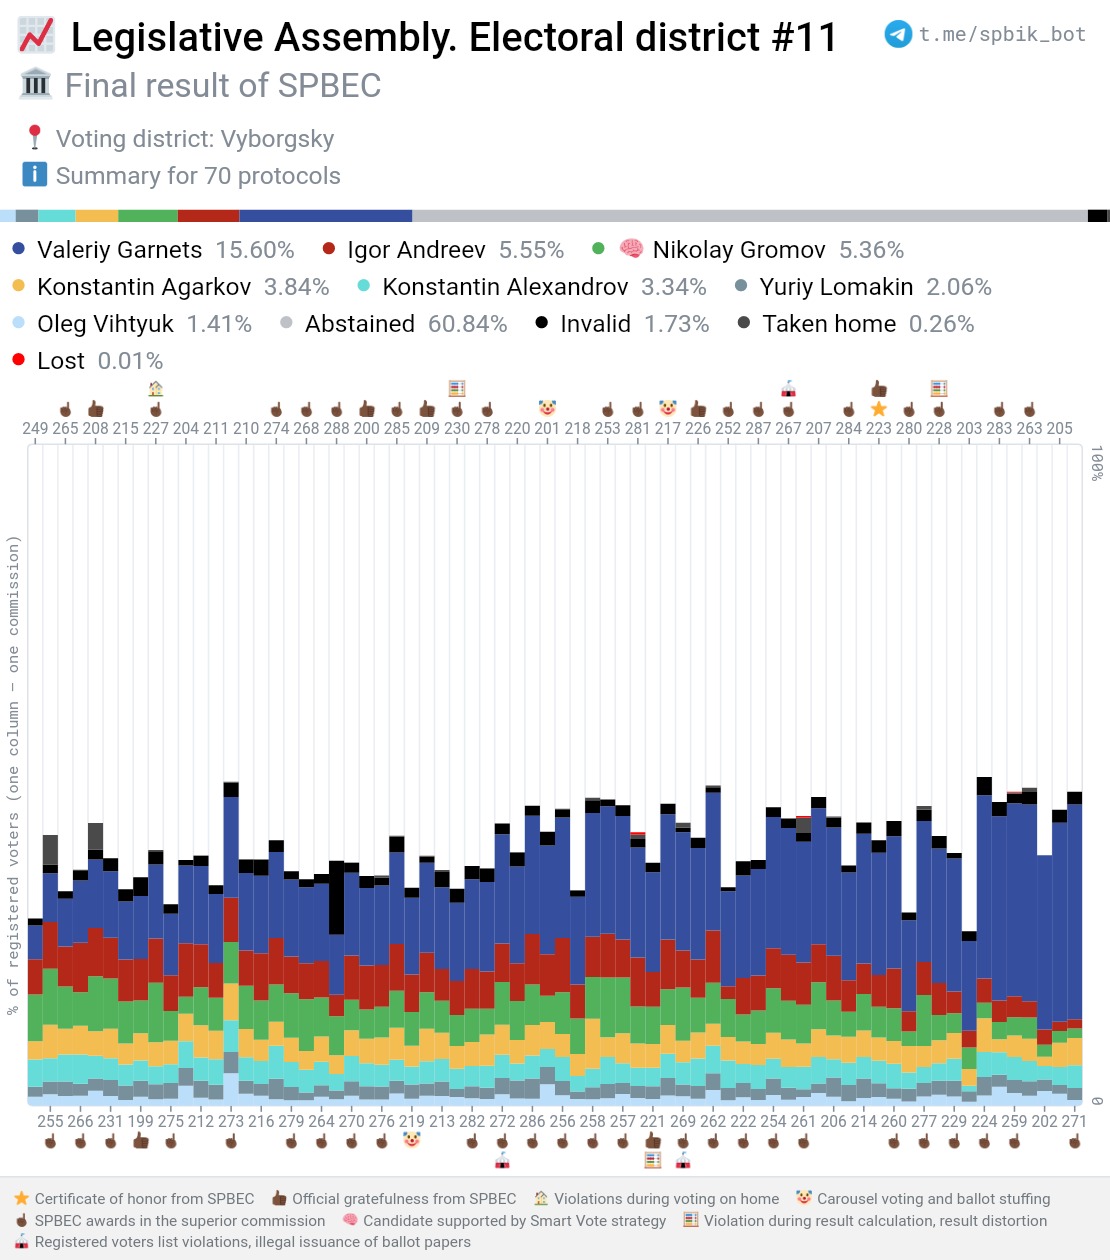 Legislative Assembly. Electoral district #11
t.me/spbik_bot
Final result of SPBEC
Voting district: Vyborgsky
Summary for 70 protocols
Valeriy Garnets 15.60% Igor Andreev 5.55% Nikolay Gromov 5.36%
Konstantin Agarkov 3.84% Konstantin Alexandrov 3.34% Yuriy Lomakin 2.06%
Oleg Vihtyuk 1.41% Abstained 60.84% Invalid 1.73% Taken home 0.26%
Lost 0.01%
249 265 208 215 227 204 211 210 274 268 288 200 285 209 230 278 220 201 218 253 281 217 226 252 287 267 207 284 223 280 228 203 283 263 205
100%
% of registered voters (one column – one commission)
0
255 266 231 199 275 212 273 216 279 264 270 276 219 213 282 272 286 256 258 257 221 269 262 222 254 261 206 214 260 277 229 224 259 202 271
Certificate of honor from SPBEC Official gratefulness from SPBEC Violations during voting on home Carousel voting and ballot stuffing
SPBEC awards in the superior commission Candidate supported by Smart Vote strategy Violation during result calculation, result distortion
Registered voters list violations, illegal issuance of ballot papers